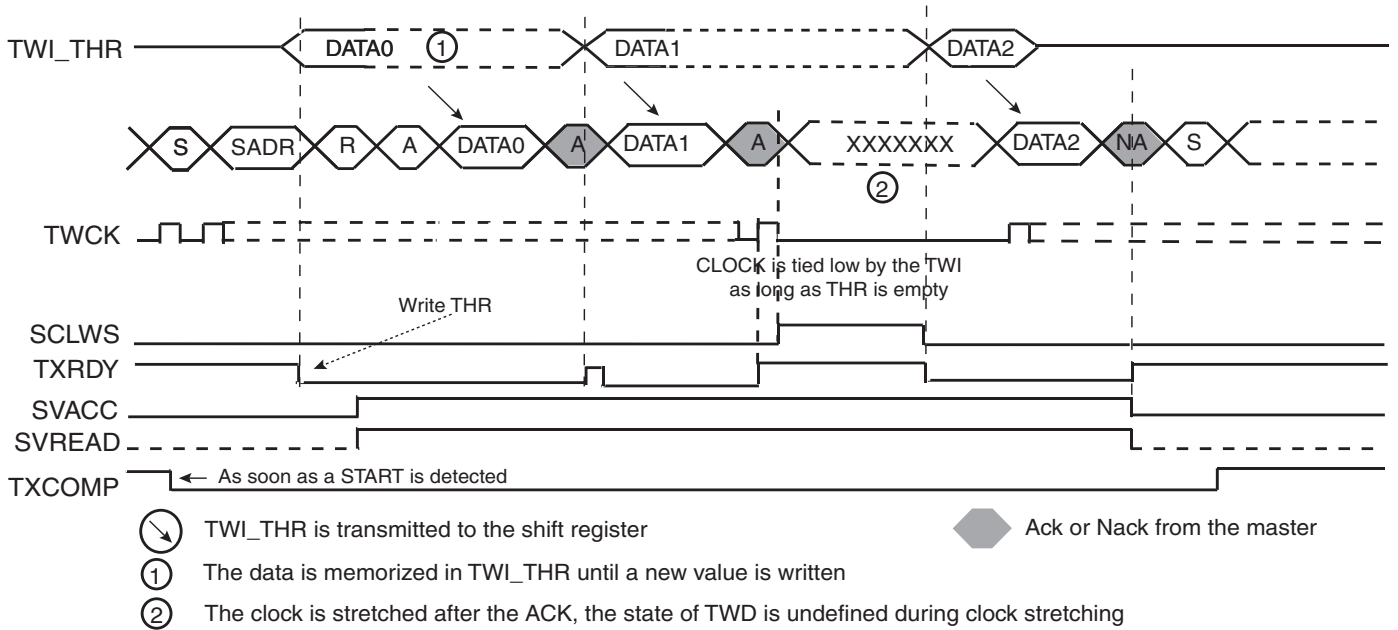 TWI_THR DATA0 1 DATA1 DATA2
S SADR R A DATA0 A DATA1 A XXXXXXX DATA2 NA S
2
TWCK
CLOCK is tied low by the TWI
as long as THR is empty
Write THR
SCLWS
TXRDY
SVACC
SVREAD
TXCOMP As soon as a START is detected
TWI_THR is transmitted to the shift register Ack or Nack from the master
1 The data is memorized in TWI_THR until a new value is written
2 The clock is stretched after the ACK, the state of TWD is undefined during clock stretching